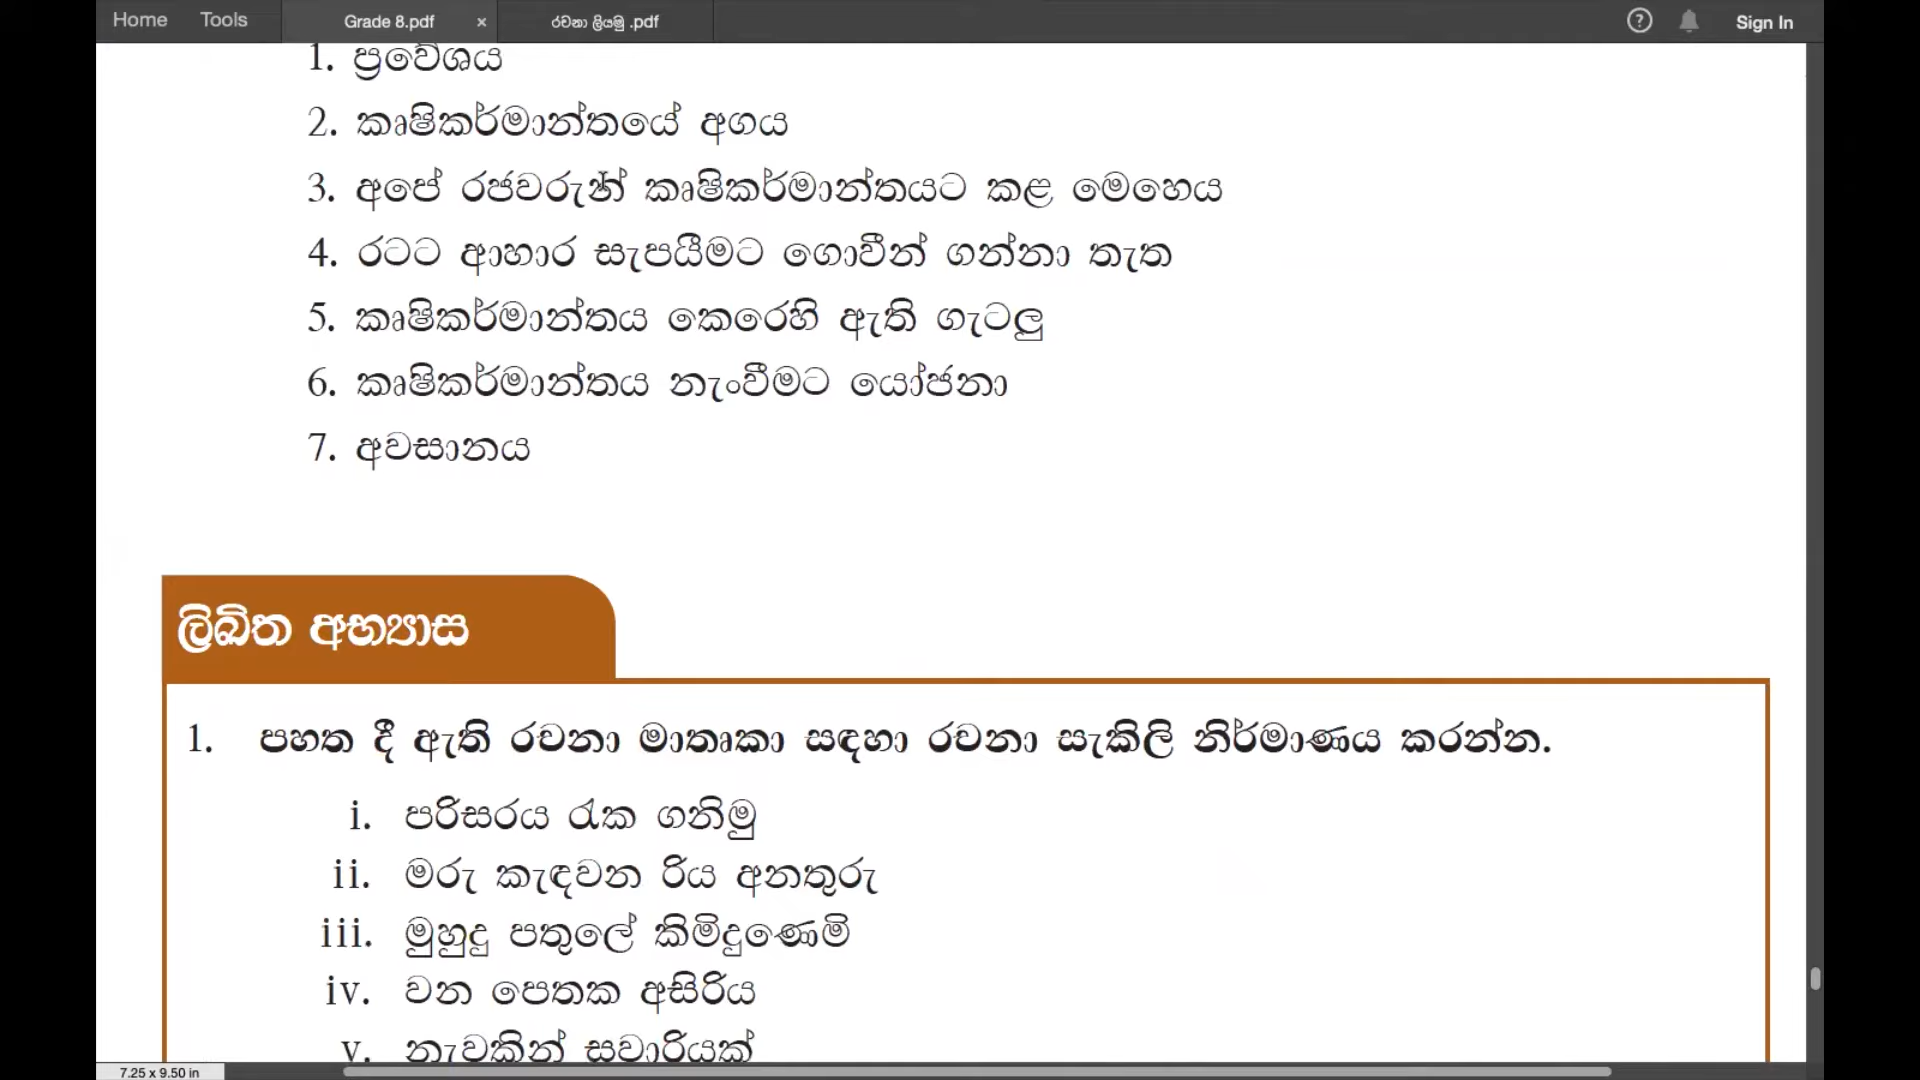 Home Tools Grade 8.pdf × රචනා ලියමු .pdf ? Sign In
1. ප්‍රවේශය
2. කෘෂිකර්මාන්තයේ අගය
3. අපේ රජවරුන් කෘෂිකර්මාන්තයට කළ මෙහෙය
4. රටට ආහාර සැපයීමට ගොවීන් ගන්නා තැත
5. කෘෂිකර්මාන්තය කෙරෙහි ඇති ගැටලු
6. කෘෂිකර්මාන්තය නැංවීමට යෝජනා
7. අවසානය
ලිඛිත අභ්‍යාස
1. පහත දී ඇති රචනා මාතෘකා සඳහා රචනා සැකිලි නිර්මාණය කරන්න.
i. පරිසරය රැක ගනිමු
ii. මරු කැඳවන රිය අනතුරු
iii. මුහුදු පතුලේ කිමිදුණෙමි
iv. වන පෙතක අසිරිය
v. නැවකින් සවාරියක්
7.25 x 9.50 in